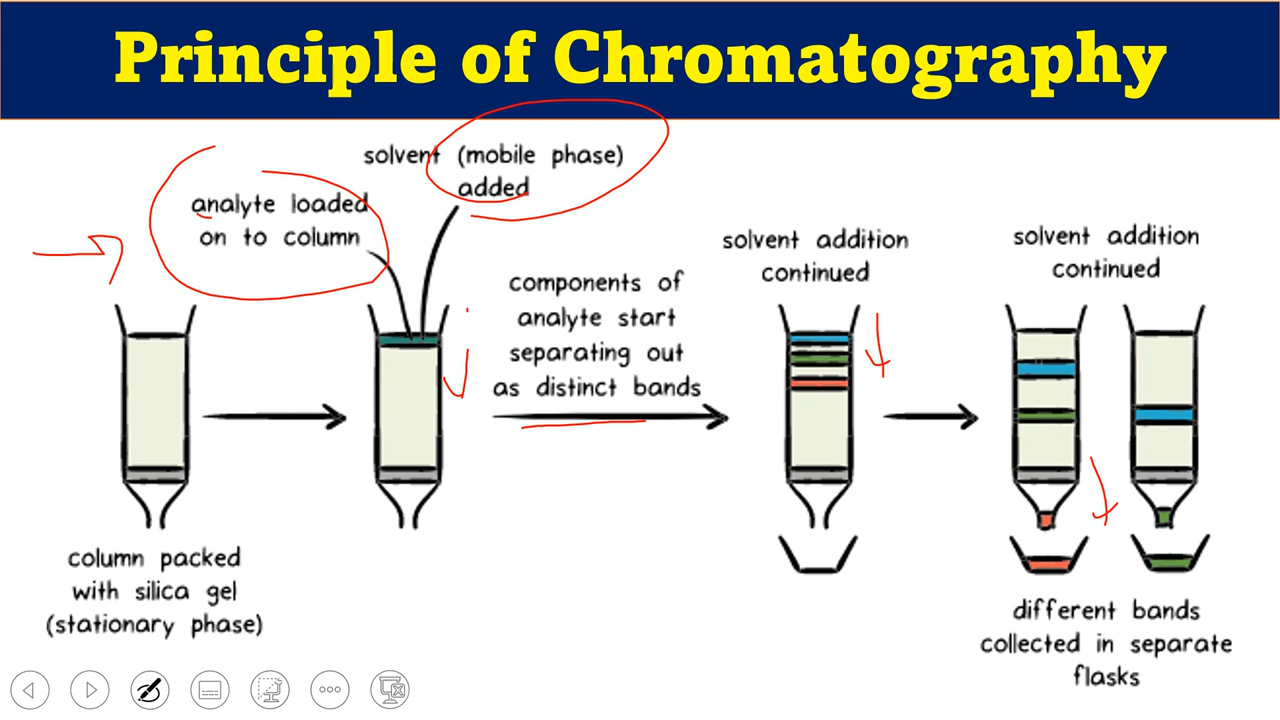 Principle of Chromatography
solvent (mobile phase)
added
analyte loaded
on to column
components of
analyte start
separating out
as distinct bands
solvent addition
continued
solvent addition
continued
column packed
with silica gel
(stationary phase)
different bands
collected in separate
flasks